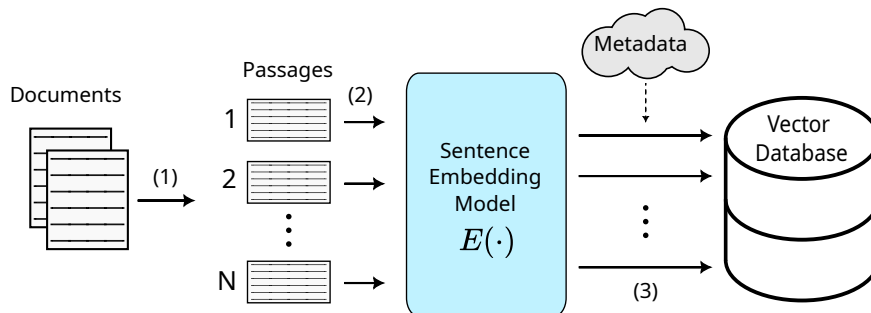 Documents
(1)
Passages
1
2
N
(2)
Sentence
Embedding
Model
E(·)
Metadata
(3)
Vector
Database